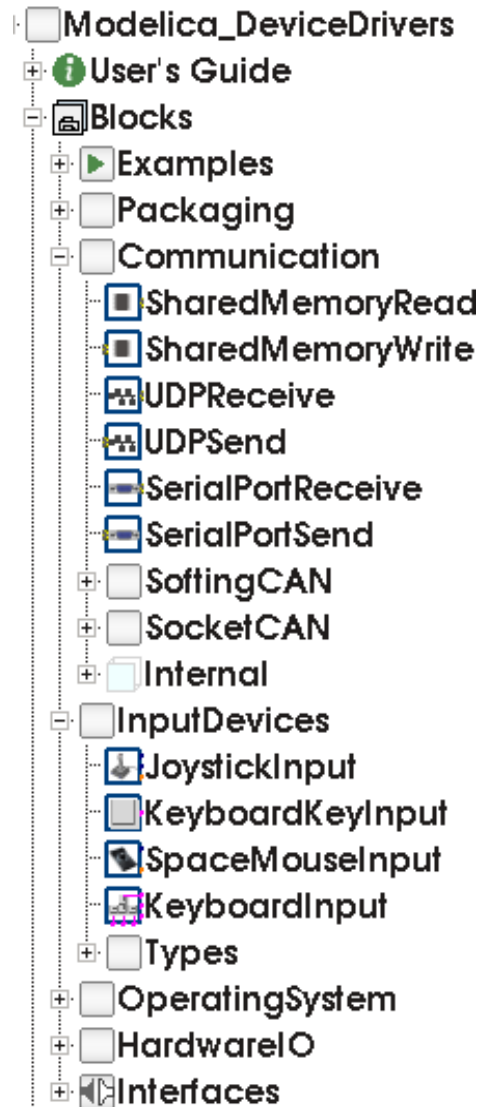 Modelica_DeviceDrivers
User's Guide
Blocks
Examples
Packaging
Communication
SharedMemoryRead
SharedMemoryWrite
UDPReceive
UDPSend
SerialPortReceive
SerialPortSend
SoftingCAN
SocketCAN
Internal
InputDevices
JoystickInput
KeyboardKeyInput
SpaceMouseInput
KeyboardInput
Types
OperatingSystem
HardwareIO
Interfaces